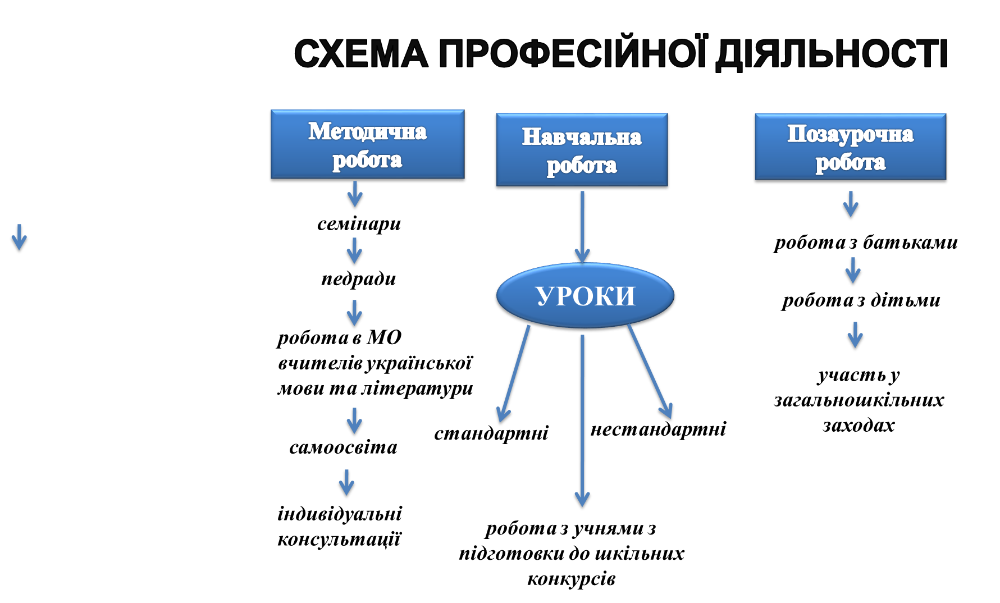 СХЕМА ПРОФЕСІЙНОЇ ДІЯЛЬНОСТІ
Методична
робота
семінари
педради
робота в МО
вчителів української
мови та літератури
самоосвіта
індивідуальні
консультації
Навчальна
робота
УРОКИ
стандартні
нестандартні
робота з учнями з
підготовки до шкільних
конкурсів
Позаурочна
робота
робота з батьками
робота з дітьми
участь у
загальношкільних
заходах